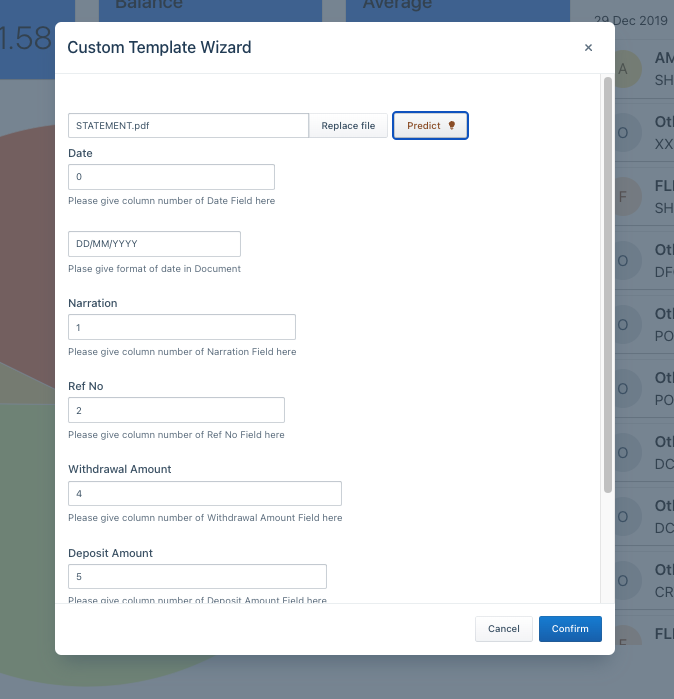 Balance
Average
1.58
29 Dec 2019
Custom Template Wizard
×
STATEMENT.pdf
Replace file
Predict
Date
0
Please give column number of Date Field here
DD/MM/YYYY
Plase give format of date in Document
Narration
1
Please give column number of Narration Field here
Ref No
2
Please give column number of Ref No Field here
Withdrawal Amount
4
Please give column number of Withdrawal Amount Field here
Deposit Amount
5
Please give column number of Deposit Amount Field here
Cancel
Confirm
A
AM
SH
O
Ot
XX
F
FL
SH
O
Ot
DF
O
Ot
PO
O
Ot
PO
O
Ot
DC
O
Ot
DC
O
Ot
CR
F
FL